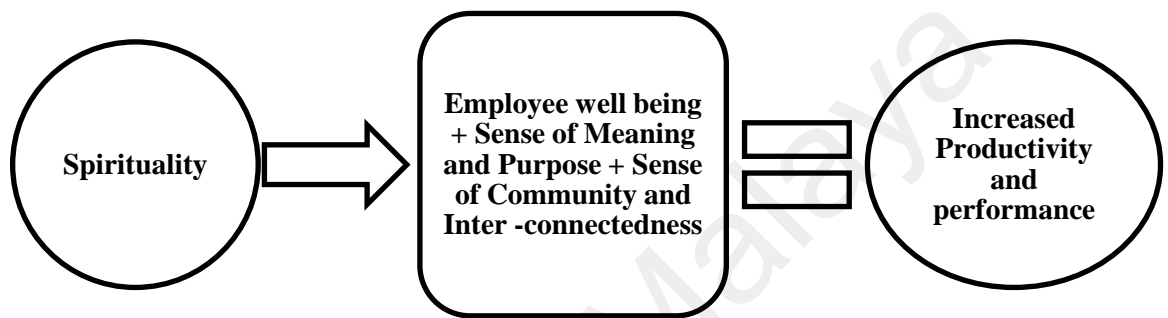 Spirituality
Employee well being
+ Sense of Meaning
and Purpose + Sense
of Community and
Inter -connectedness
Increased
Productivity
and
performance
Malaya